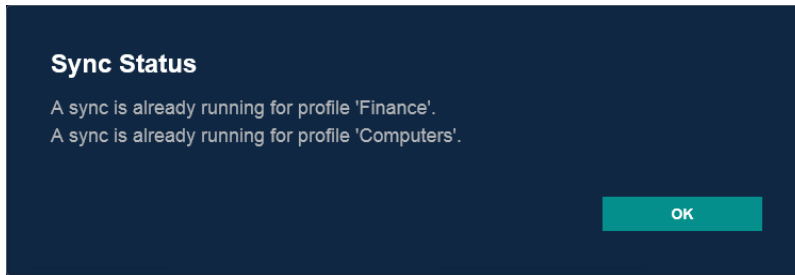 Sync Status
A sync is already running for profile 'Finance'.
A sync is already running for profile 'Computers'.
OK